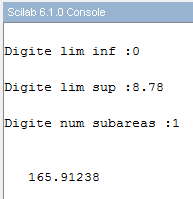 Scilab 6.1.0 Console
Digite lim inf :0
Digite lim sup :8.78
Digite num subareas :1
165.91238